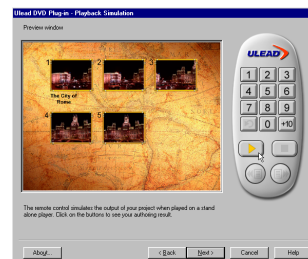 Ulead DVD Plug-in - Playback Simulation
Preview window
ULEAD
1 2 3
1 2 3
4 5 6
The City of
Rome
7 8 9
4 5
0 +10
The remote control simulates the output of your project when played on a stand
alone player. Click on the buttons to see your authoring result.
About... < Back Next > Cancel Help